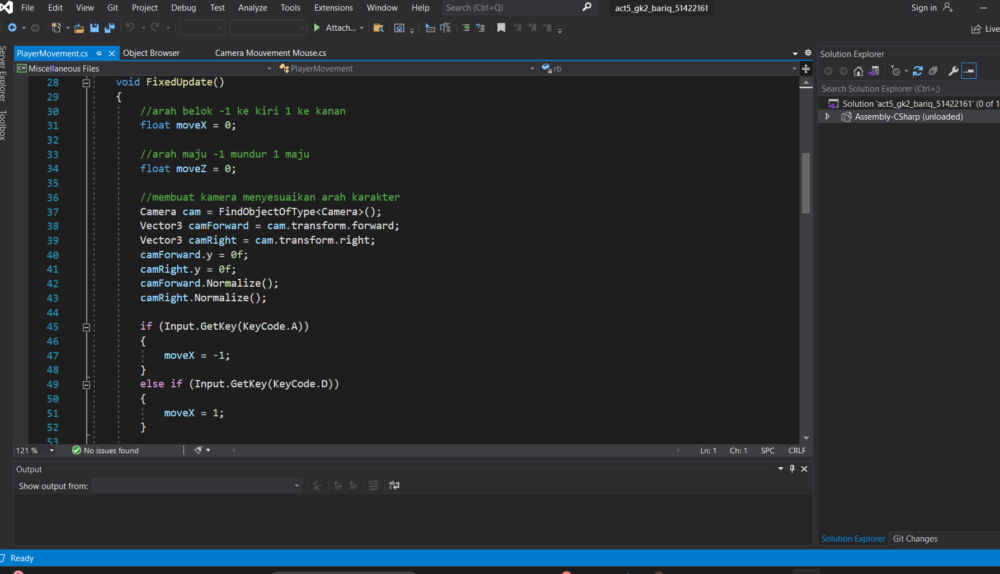 File Edit View Git Project Debug Test Analyze Tools Extensions Window Help Search (Ctrl+Q) act5_gk2_bariq_51422161 Sign in
Attach... Live
Server Explorer
Toolbox
PlayerMovement.cs Object Browser Camera Mouvement Mouse.cs
C# Miscellaneous Files PlayerMovement rb
28 void FixedUpdate()
29 {
30 //arah belok -1 ke kiri 1 ke kanan
31 float moveX = 0;
32
33 //arah maju -1 mundur 1 maju
34 float moveZ = 0;
35
36 //membuat kamera menyesuaikan arah karakter
37 Camera cam = FindObjectOfType<Camera>();
38 Vector3 camForward = cam.transform.forward;
39 Vector3 camRight = cam.transform.right;
40 camForward.y = 0f;
41 camRight.y = 0f;
42 camForward.Normalize();
43 camRight.Normalize();
44
45 if (Input.GetKey(KeyCode.A))
46 {
47 moveX = -1;
48 }
49 else if (Input.GetKey(KeyCode.D))
50 {
51 moveX = 1;
52 }
53
121 % No issues found Ln: 1 Ch: 1 SPC CRLF
Output
Show output from:
Solution Explorer
Search Solution Explorer (Ctrl+;)
Solution 'act5_gk2_bariq_51422161' (0 of 1
Assembly-CSharp (unloaded)
Solution Explorer Git Changes
Ready